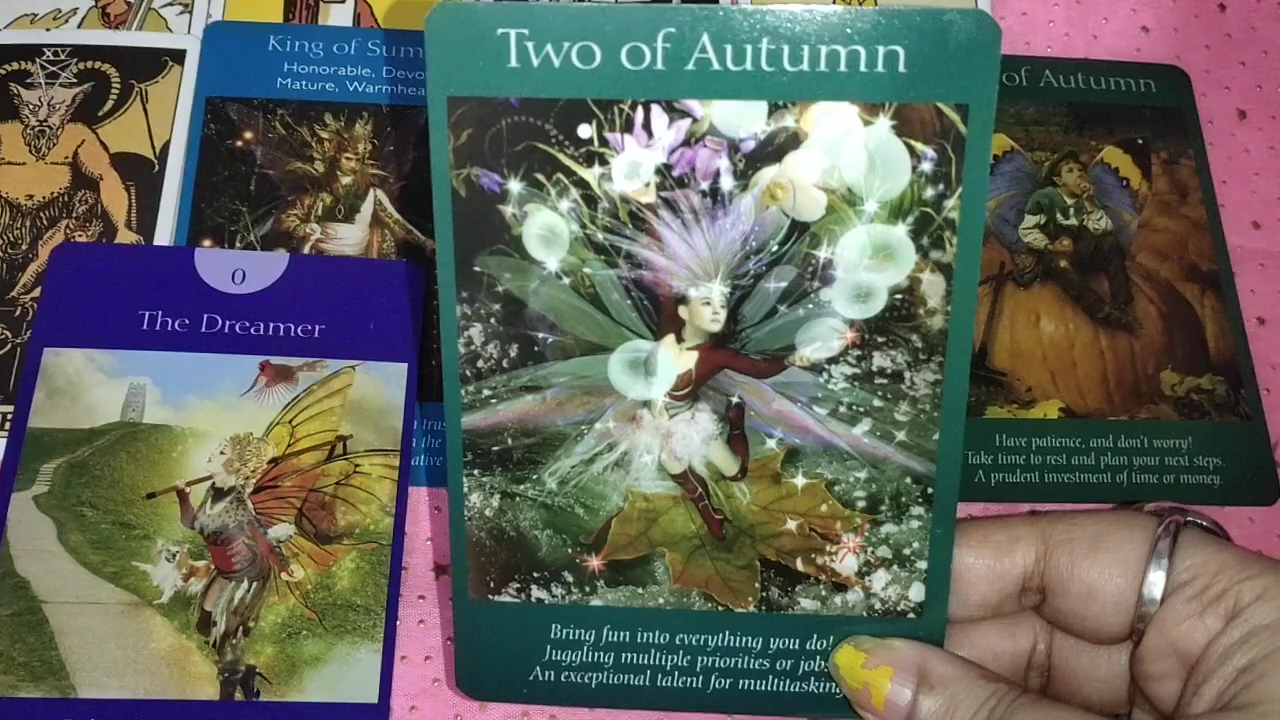 XV
King of Sum
Honorable, Devo
Mature, Warmhea
Two of Autumn
of Autumn
0
The Dreamer
trus
the
ative
Have patience, and don't worry!
Take time to rest and plan your next steps.
A prudent investment of time or money.
Bring fun into everything you do!
Juggling multiple priorities or job
An exceptional talent for multitasking